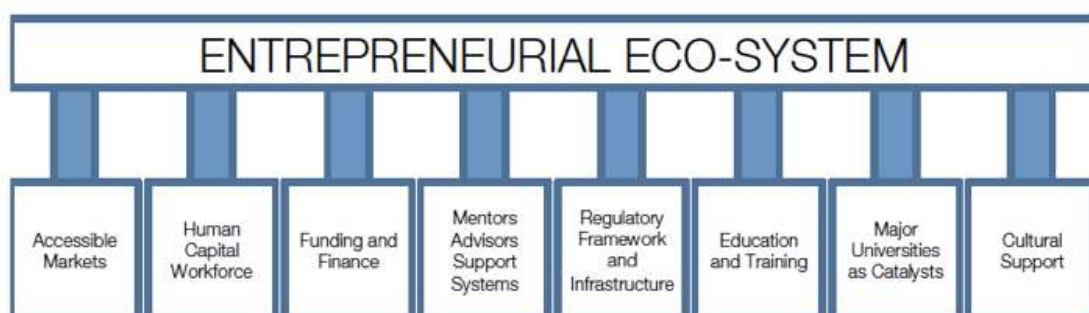 ENTREPRENEURIAL ECO-SYSTEM
Accessible
Markets
Human
Capital
Workforce
Funding and
Finance
Mentors
Advisors
Support
Systems
Regulatory
Framework
and
Infrastructure
Education
and Training
Major
Universities
as Catalysts
Cultural
Support